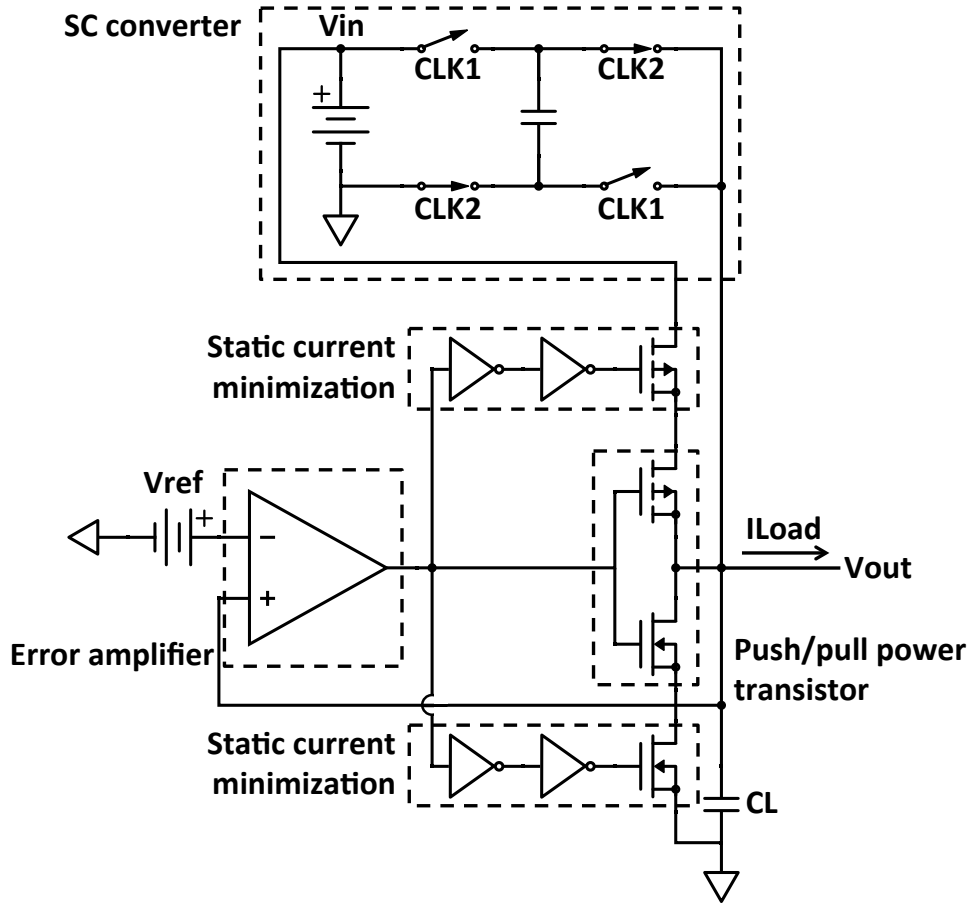 SC converter
Vin
CLK1
CLK2
+
CLK2
CLK1
Static current
minimization
Vref
+
−
+
ILoad
Vout
Error amplifier
Push/pull power
transistor
Static current
minimization
CL